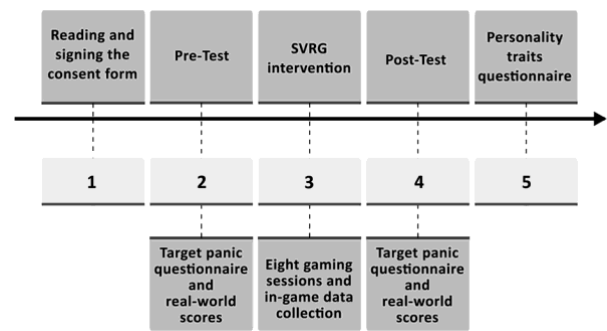 Reading and
signing the
consent form
Pre-Test
SVRG
intervention
Post-Test
Personality
traits
questionnaire
1
2
3
4
5
Target panic
questionnaire
and
real-world
scores
Eight gaming
sessions and
in-game data
collection
Target panic
questionnaire
and
real-world
scores